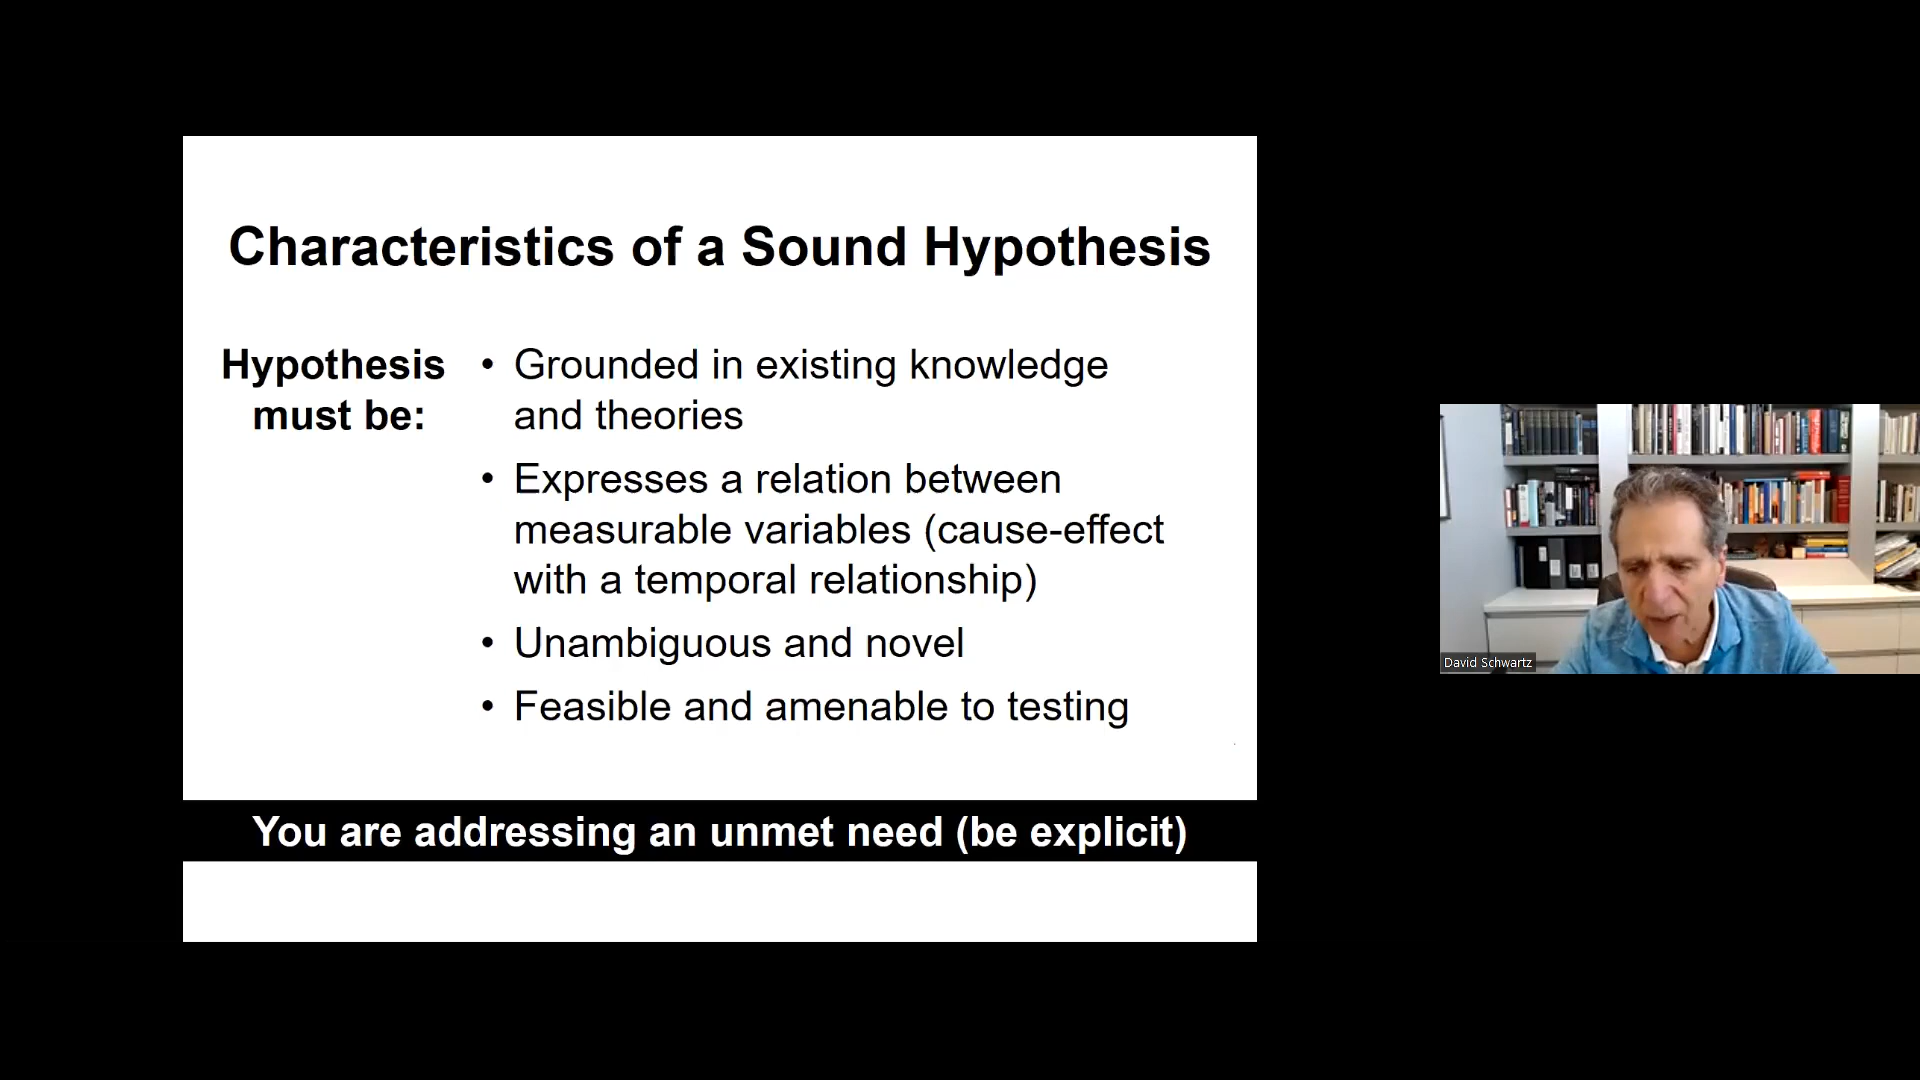 Characteristics of a Sound Hypothesis
Hypothesis
must be:
• Grounded in existing knowledge
and theories
• Expresses a relation between
measurable variables (cause-effect
with a temporal relationship)
• Unambiguous and novel
• Feasible and amenable to testing
You are addressing an unmet need (be explicit)
David Schwartz